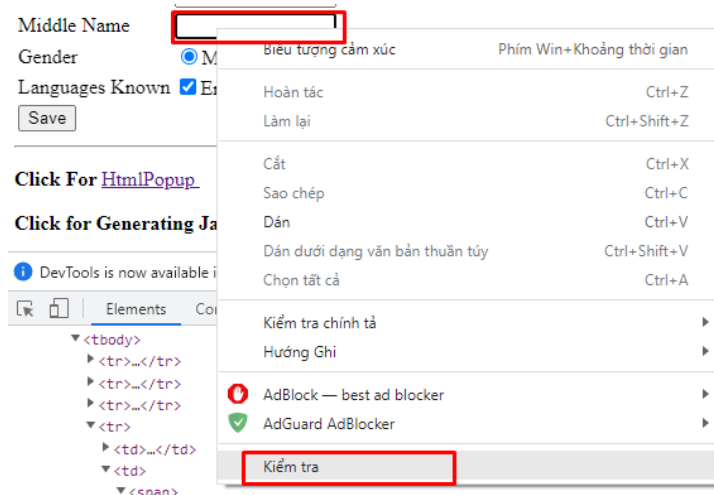 Middle Name
Biểu tượng cảm xúc Phím Win+Khoảng thời gian
Gender M
Hoàn tác Ctrl+Z
Languages Known
Làm lại Ctrl+Shift+Z
Save
Cắt Ctrl+X
Click For HtmlPopup
Sao chép Ctrl+C
Click for Generating Ja
Dán Ctrl+V
Dán dưới dạng văn bản thuần túy Ctrl+Shift+V
DevTools is now available i
Chọn tất cả Ctrl+A
Elements Co
Kiểm tra chính tả
<tbody>
Hướng Ghi
<tr>…</tr>
<tr>…</tr>
AdBlock — best ad blocker
<tr>…</tr>
AdGuard AdBlocker
<tr>
<td>…</td>
Kiểm tra
<td>
<span>